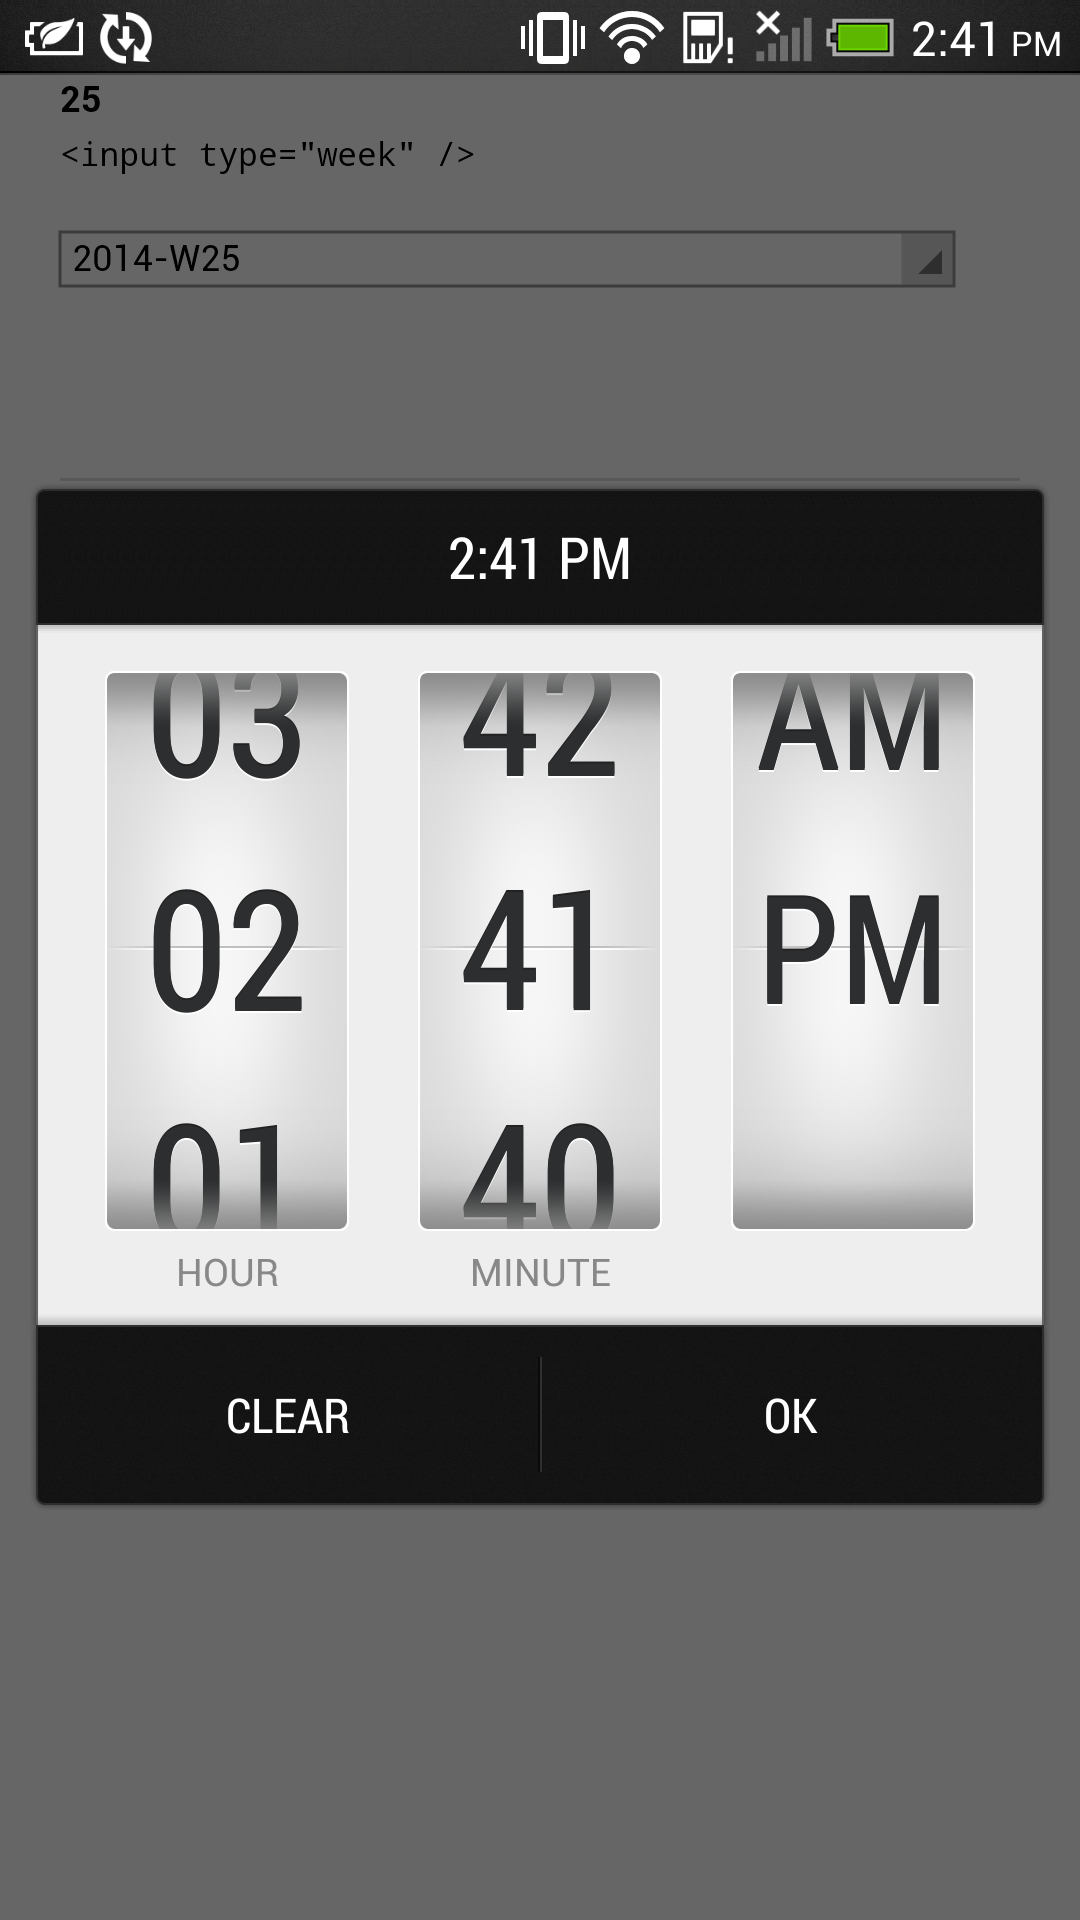 2:41 PM
25
<input type="week" />
2014-W25
2:41 PM
03 42 AM
02 41 PM
01 40
HOUR MINUTE
CLEAR OK